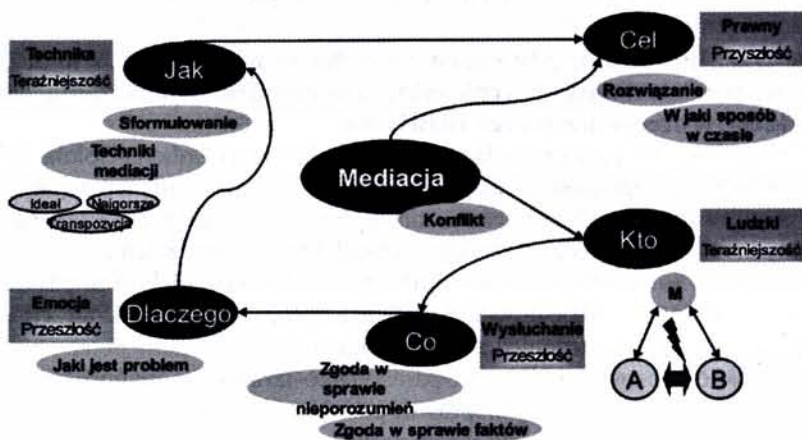 Technika
Teraźniejszość
Jak
Cel
Prawny
Przyszłość
Sformułowanie
Techniki
mediacji
Ideał
Najgorsze
Transpozycja
Rozwiązanie
W jaki sposób
w czasie
Mediacja
Konflikt
Kto
Ludzki
Teraźniejszość
M
A
B
Emocja
Przeszłość
Dlaczego
Jaki jest problem
Co
Wysłuchanie
Przeszłość
Zgoda w
sprawie
nieporozumień
Zgoda w sprawie faktów